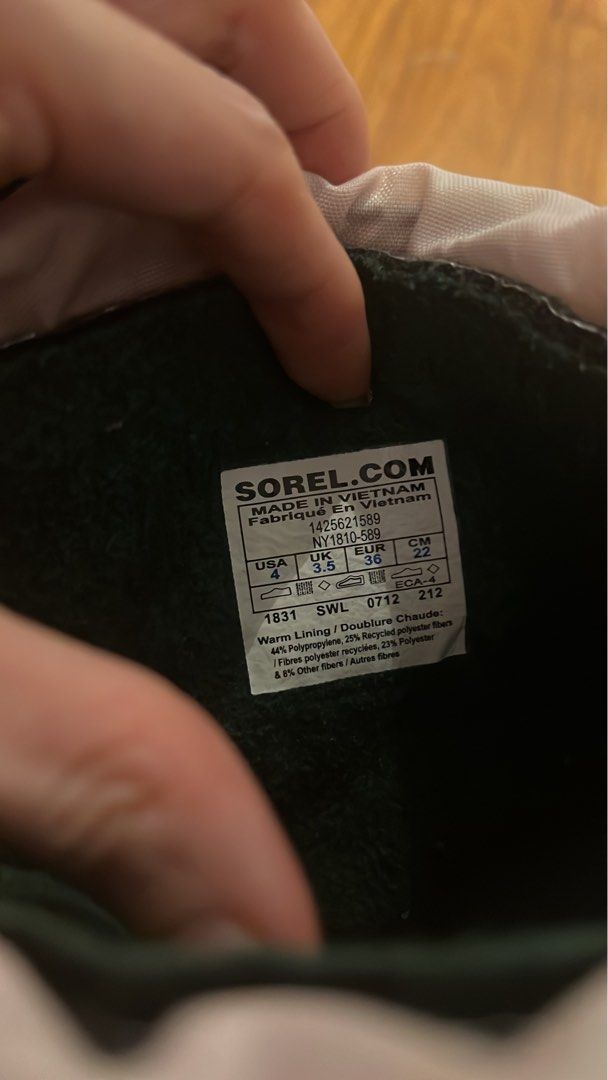 SOREL.COM
MADE IN VIETNAM
Fabriqué En Vietnam
1425621589
NY1810-589
USA UK EUR CM
4 3.5 36 22
ECA-4
1831 SWL 0712 212
Warm Lining / Doublure Chaude:
44% Polypropylene, 25% Recycled polyester fibers
/ Fibres polyester recyclées, 23% Polyester
& 8% Other fibers / Autres fibres